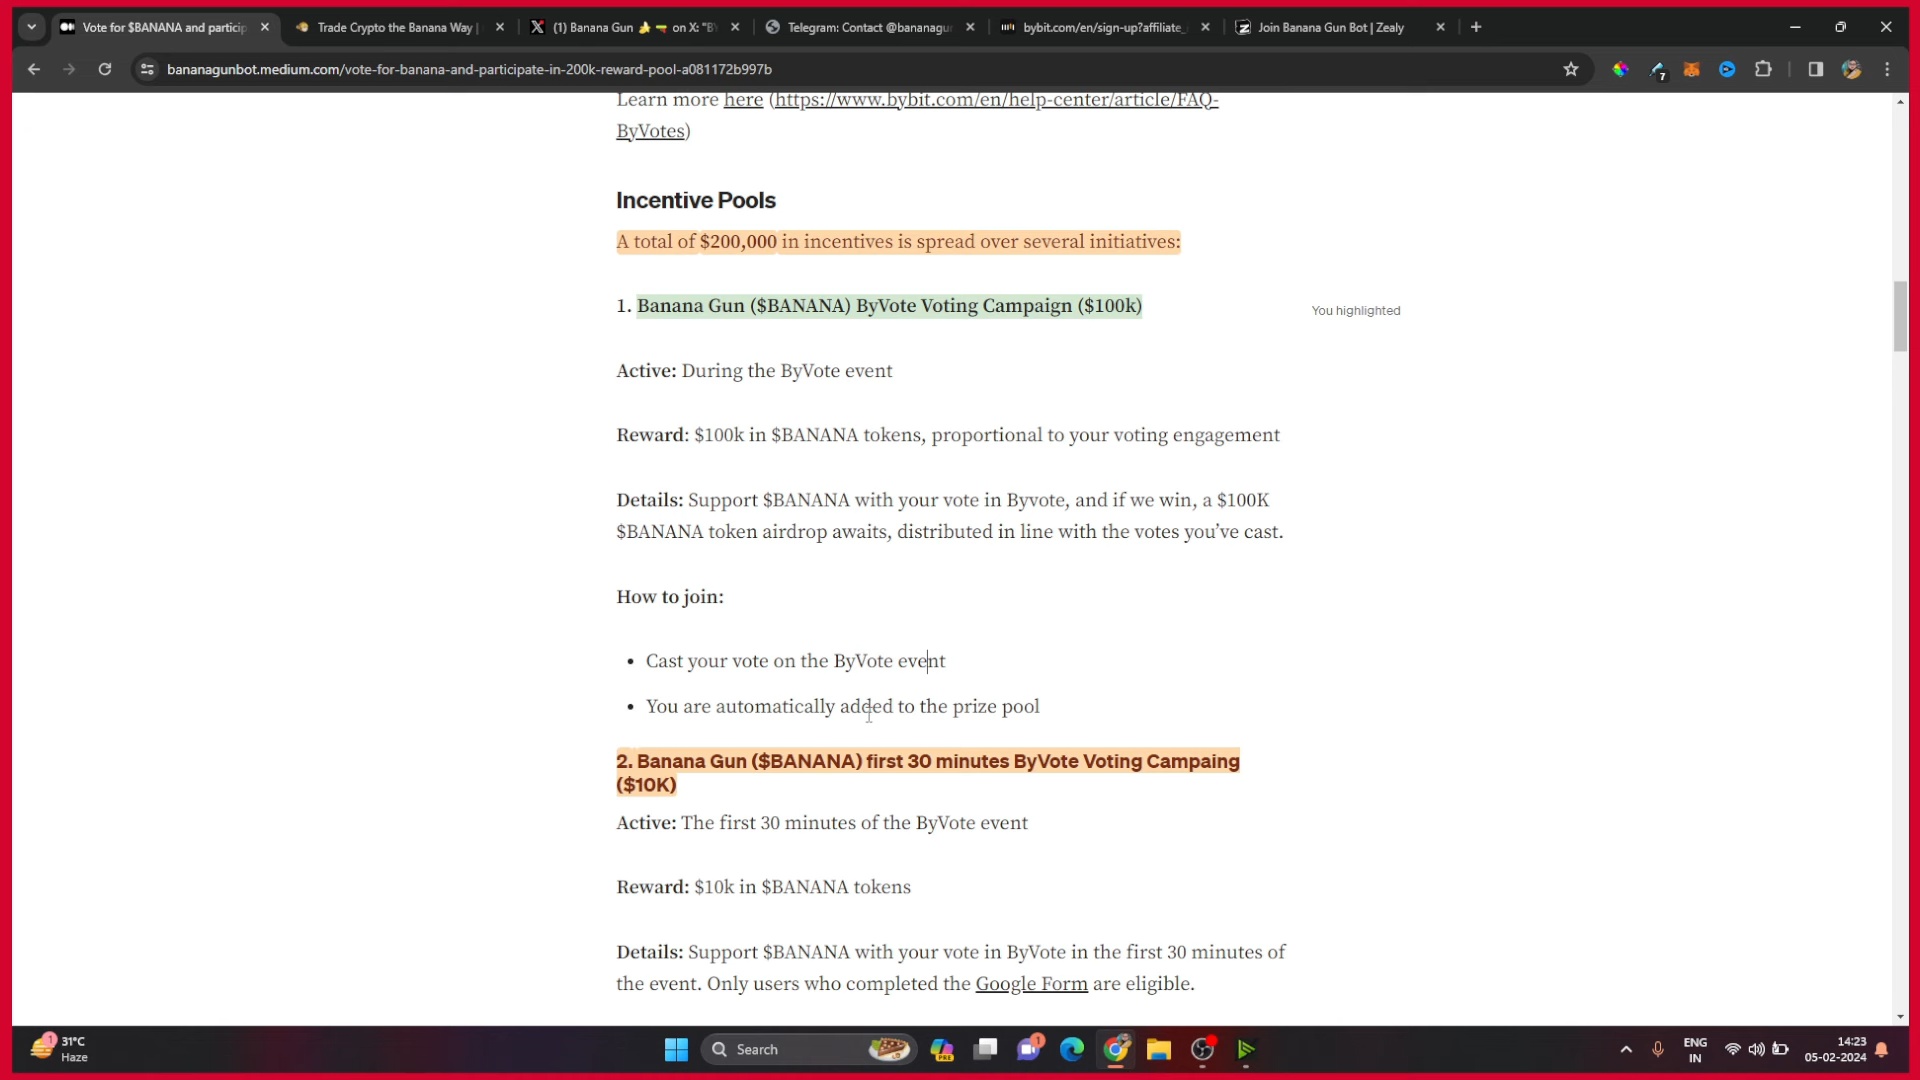 Vote for $BANANA and particip
Trade Crypto the Banana Way |
(1) Banana Gun 🍌🔫 on X: "BY
Telegram: Contact @bananagun
bybit.com/en/sign-up?affiliate_
Join Banana Gun Bot | Zealy
bananagunbot.medium.com/vote-for-banana-and-participate-in-200k-reward-pool-a081172b997b
7
Learn more here (https://www.bybit.com/en/help-center/article/FAQ-
ByVotes)
Incentive Pools
A total of $200,000 in incentives is spread over several initiatives:
1. Banana Gun ($BANANA) ByVote Voting Campaign ($100k)
You highlighted
Active: During the ByVote event
Reward: $100k in $BANANA tokens, proportional to your voting engagement
Details: Support $BANANA with your vote in Byvote, and if we win, a $100K
$BANANA token airdrop awaits, distributed in line with the votes you’ve cast.
How to join:
• Cast your vote on the ByVote event
• You are automatically added to the prize pool
2. Banana Gun ($BANANA) first 30 minutes ByVote Voting Campaing
($10K)
Active: The first 30 minutes of the ByVote event
Reward: $10k in $BANANA tokens
Details: Support $BANANA with your vote in ByVote in the first 30 minutes of
the event. Only users who completed the Google Form are eligible.
1
31°C
Haze
Search
PRE
1
ENG
IN
14:23
05-02-2024